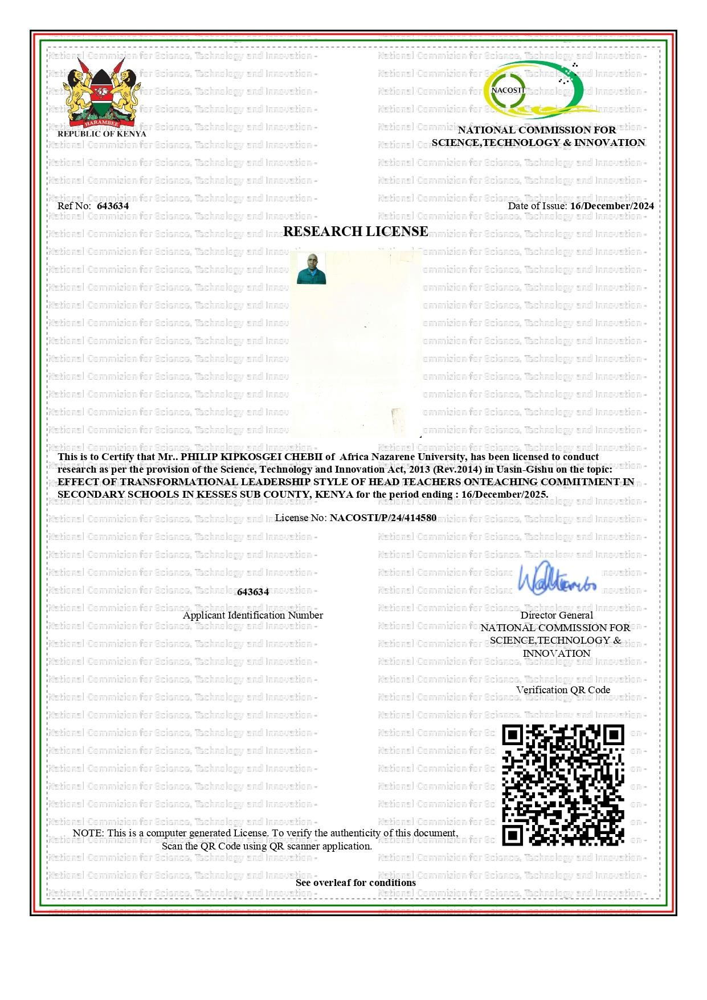 HARAMBEE
REPUBLIC OF KENYA
NACOSTI
NATIONAL COMMISSION FOR
SCIENCE,TECHNOLOGY & INNOVATION
Ref No: 643634
Date of Issue: 16/December/2024
RESEARCH LICENSE
This is to Certify that Mr.. PHILIP KIPKOSGEI CHEBII of Africa Nazarene University, has been licensed to conduct
research as per the provision of the Science, Technology and Innovation Act, 2013 (Rev.2014) in Uasin-Gishu on the topic:
EFFECT OF TRANSFORMATIONAL LEADERSHIP STYLE OF HEAD TEACHERS ONTEACHING COMMITMENT IN
SECONDARY SCHOOLS IN KESSES SUB COUNTY, KENYA for the period ending : 16/December/2025.
License No: NACOSTI/P/24/414580
643634
Applicant Identification Number
Director General
NATIONAL COMMISSION FOR
SCIENCE,TECHNOLOGY &
INNOVATION
Verification QR Code
NOTE: This is a computer generated License. To verify the authenticity of this document,
Scan the QR Code using QR scanner application.
See overleaf for conditions